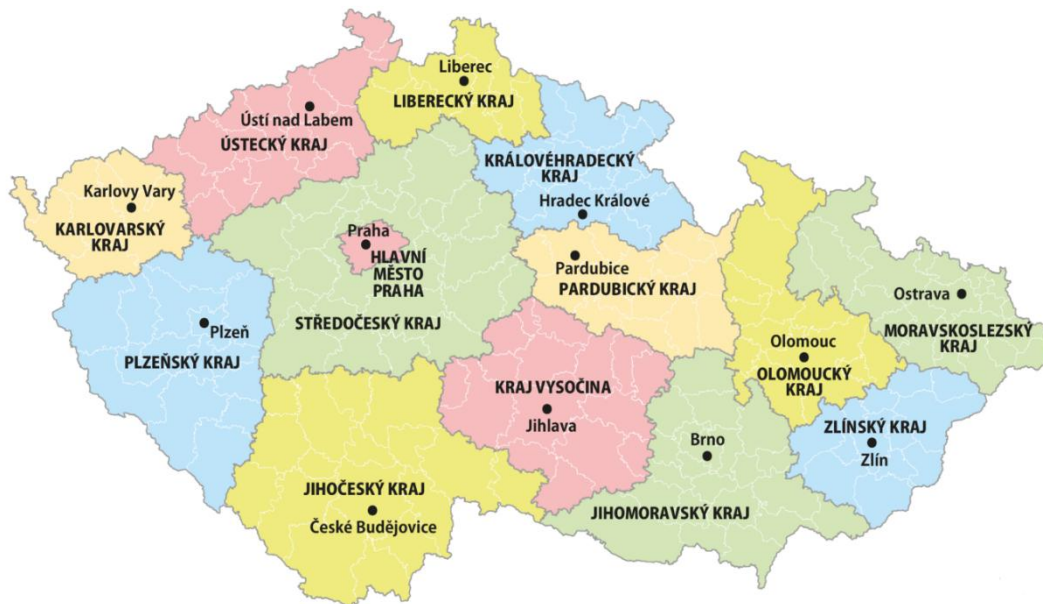 Liberec
LIBERECKÝ KRAJ
Ústí nad Labem
ÚSTECKÝ KRAJ
KRÁLOVÉHRADECKÝ
KRAJ
Hradec Králové
Karlovy Vary
KARLOVARSKÝ
KRAJ
Praha
HLAVNÍ
MĚSTO
PRAHA
Pardubice
PARDUBICKÝ KRAJ
Ostrava
MORAVSKOSLEZSKÝ
KRAJ
Plzeň
PLZEŇSKÝ KRAJ
STŘEDOČESKÝ KRAJ
Olomouc
OLOMOUCKÝ
KRAJ
KRAJ VYSOČINA
Jihlava
Brno
ZLÍNSKÝ KRAJ
Zlín
JIHOČESKÝ KRAJ
České Budějovice
JIHOMORAVSKÝ KRAJ